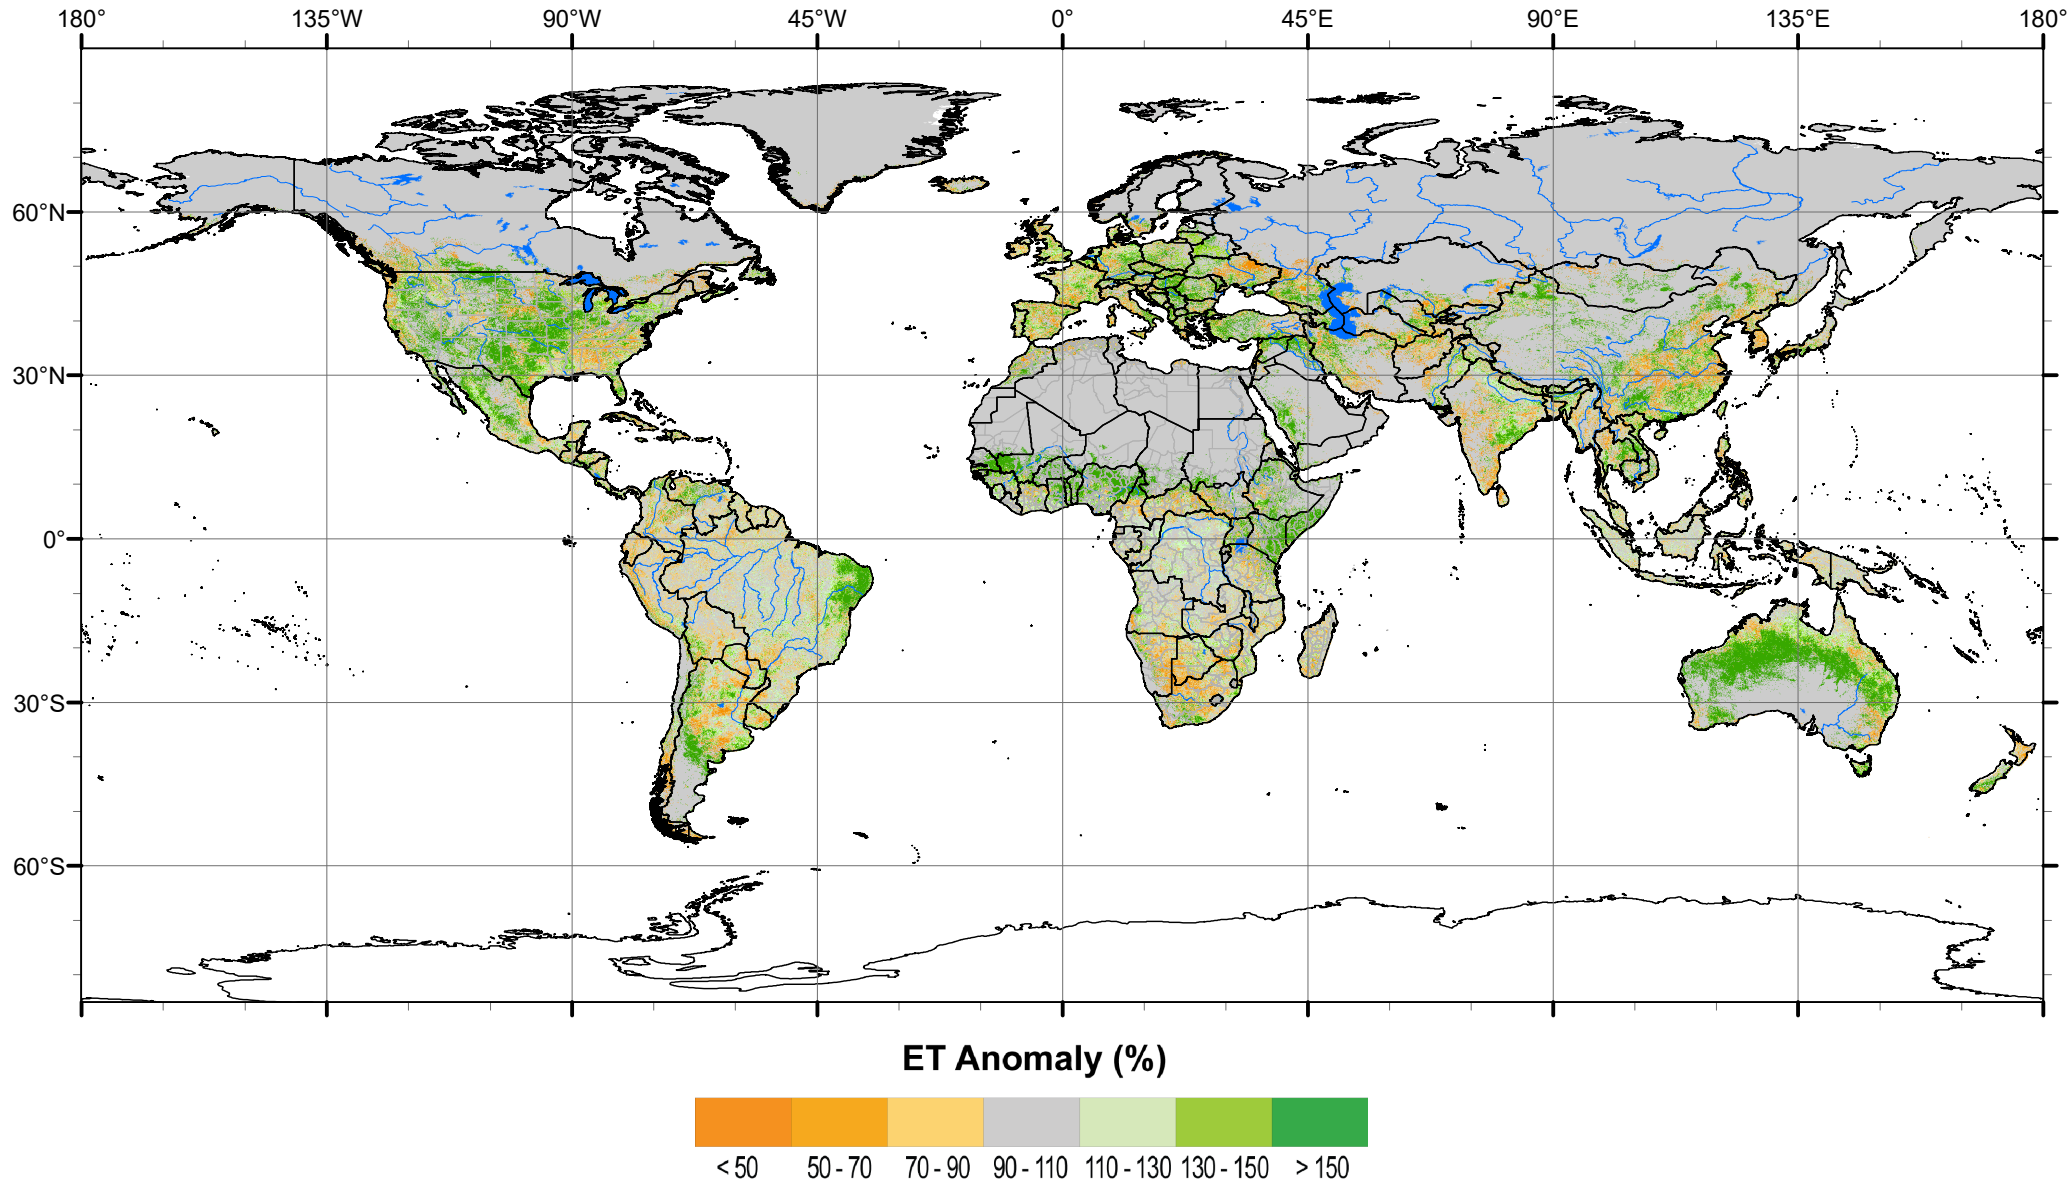 180° 135°W 90°W 45°W 0° 45°E 90°E 135°E 180°
60°N
30°N
0°
30°S
60°S
ET Anomaly (%)
< 50 50 - 70 70 - 90 90 - 110 110 - 130 130 - 150 > 150